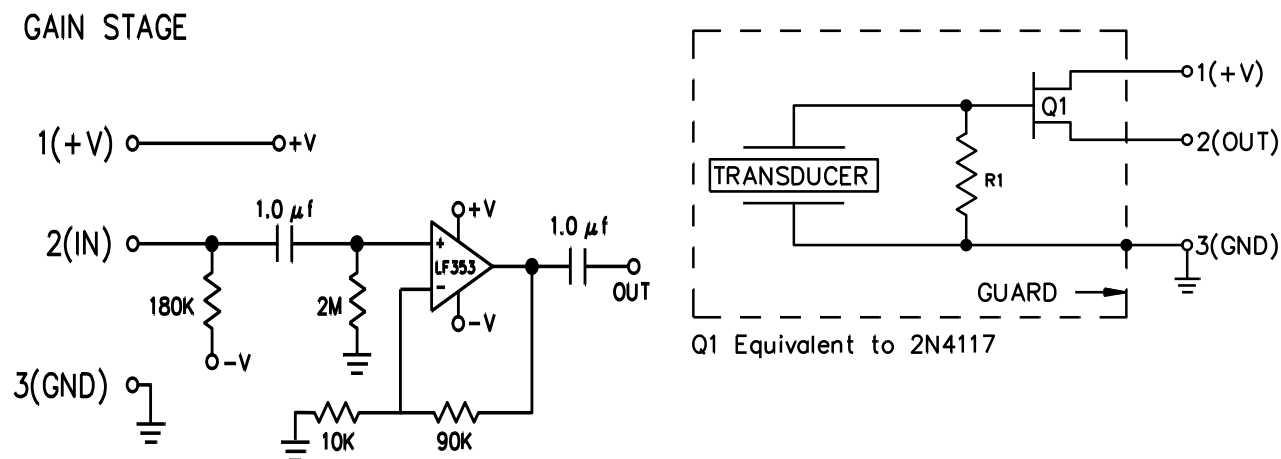 GAIN STAGE
1(+V)
+V
2(IN)
1.0 µf
180K
-V
2M
+V
+
LF353
-
-V
1.0 µf
OUT
3(GND)
10K
90K
1(+V)
Q1
2(OUT)
TRANSDUCER
R1
3(GND)
GUARD
Q1 Equivalent to 2N4117